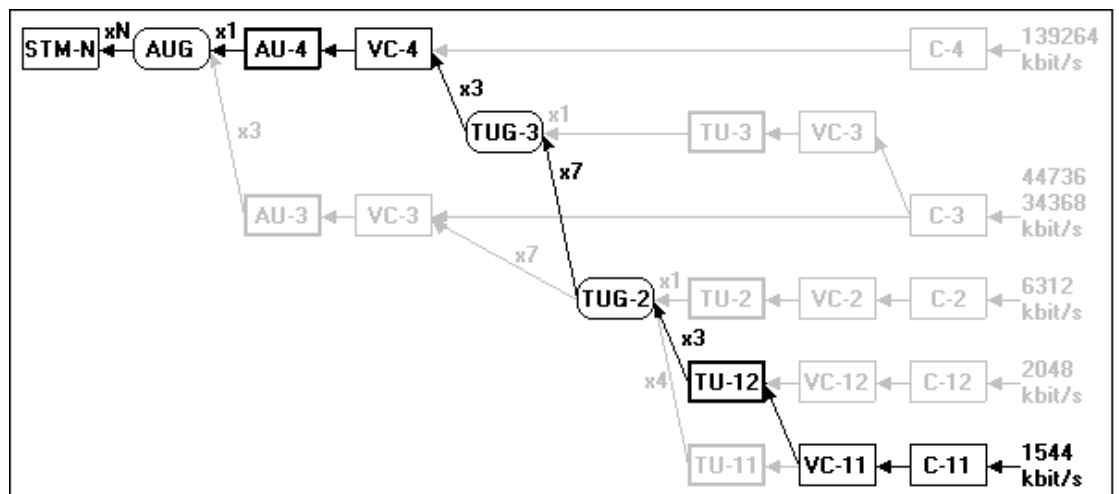 STM-N xN AUG x1 AU-4 VC-4 C-4 139264
kbit/s
x3
TUG-3 x1 TU-3 VC-3
x3
x7
44736
AU-3 VC-3 C-3 34368
kbit/s
x7
TUG-2 x1 TU-2 VC-2 C-2 6312
kbit/s
x3
x4 TU-12 VC-12 C-12 2048
kbit/s
TU-11 VC-11 C-11 1544
kbit/s